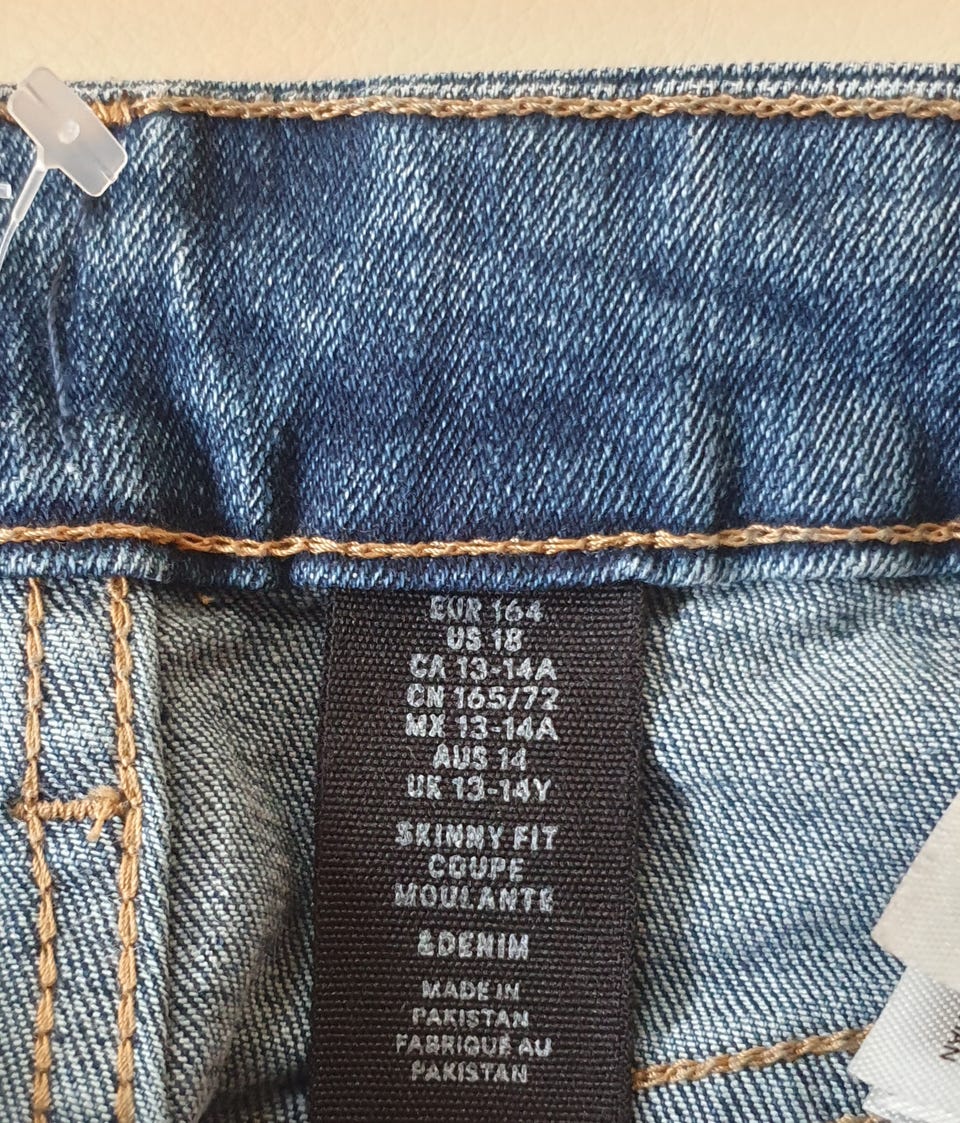 EUR 164
US 18
CA 13-14A
CN 165/72
MX 13-14A
AUS 14
UK 13-14Y
SKINNY FIT
COUPE
MOULANTE
&DENIM
MADE IN
PAKISTAN
FABRIQUÉ AU
PAKISTAN